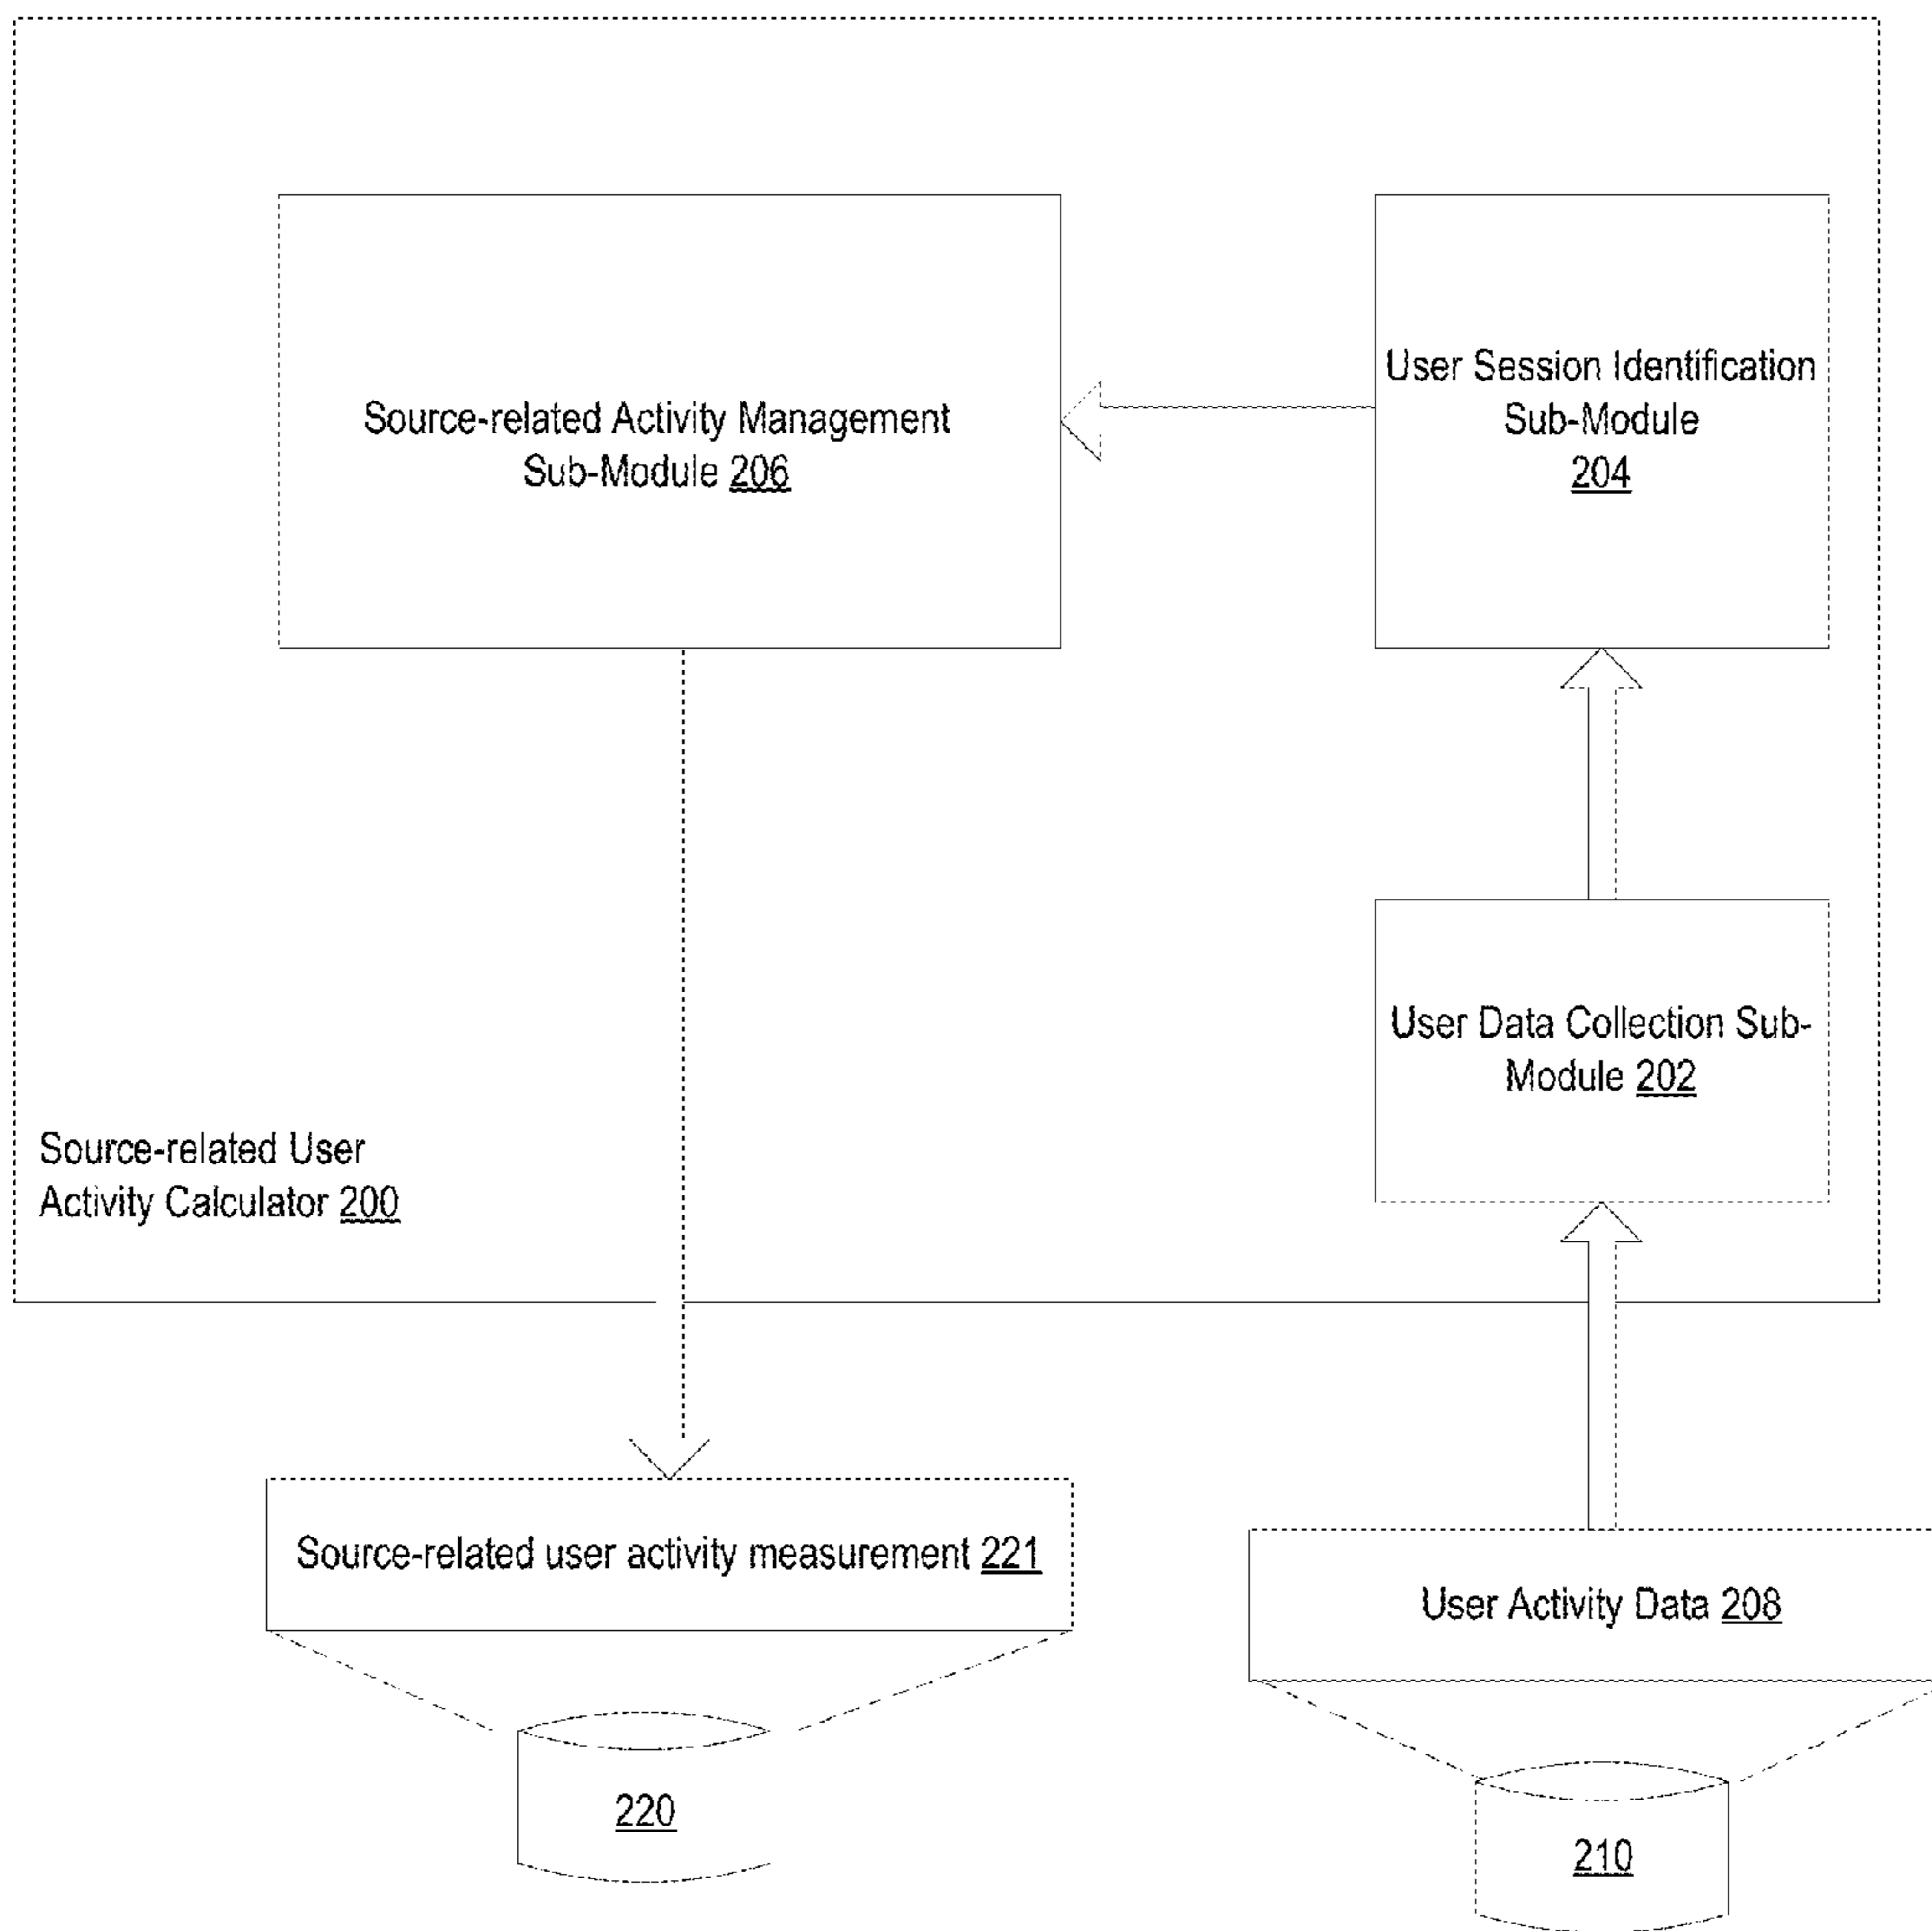 Source-related Activity Management
Sub-Module 206
User Session Identification
Sub-Module
204
User Data Collection Sub-
Module 202
Source-related User
Activity Calculator 200
Source-related user activity measurement 221
User Activity Data 208
220
210